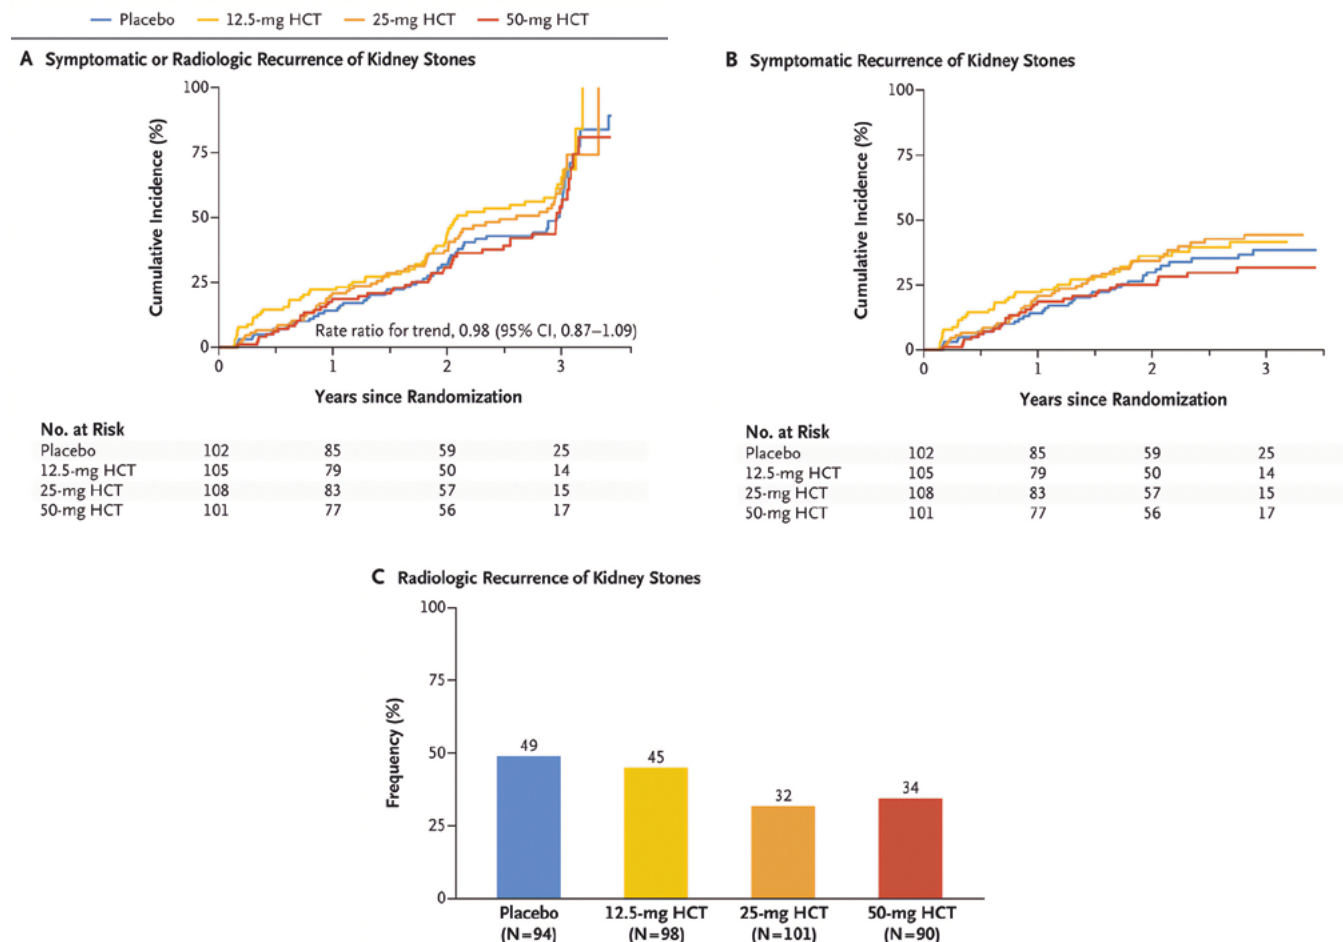 Placebo 12.5-mg HCT 25-mg HCT 50-mg HCT
A Symptomatic or Radiologic Recurrence of Kidney Stones
Cumulative Incidence (%)
100
75
50
25
0
Rate ratio for trend, 0.98 (95% CI, 0.87–1.09)
0 1 2 3
Years since Randomization
No. at Risk
Placebo 102 85 59 25
12.5-mg HCT 105 79 50 14
25-mg HCT 108 83 57 15
50-mg HCT 101 77 56 17
B Symptomatic Recurrence of Kidney Stones
Cumulative Incidence (%)
100
75
50
25
0
0 1 2 3
Years since Randomization
No. at Risk
Placebo 102 85 59 25
12.5-mg HCT 105 79 50 14
25-mg HCT 108 83 57 15
50-mg HCT 101 77 56 17
C Radiologic Recurrence of Kidney Stones
Frequency (%)
100
75
50
25
0
49
45
32
34
Placebo 12.5-mg HCT 25-mg HCT 50-mg HCT
(N=94) (N=98) (N=101) (N=90)